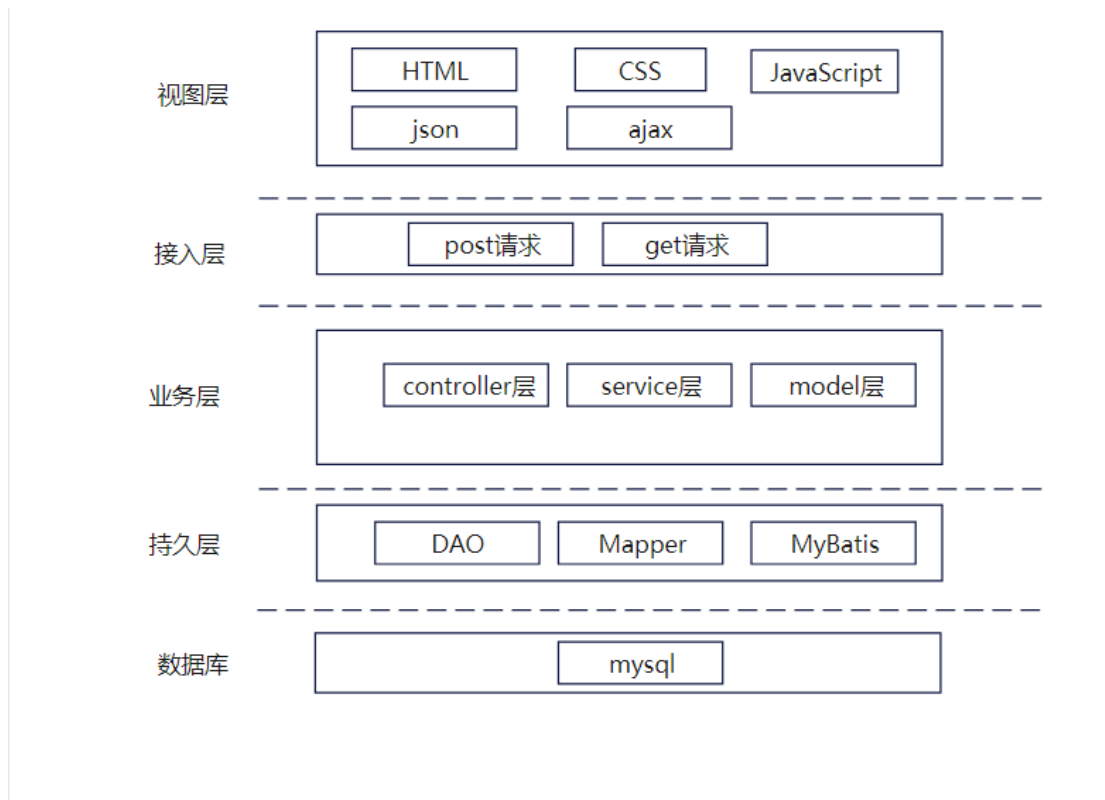 视图层
HTML
CSS
JavaScript
json
ajax
接入层
post请求
get请求
业务层
controller层
service层
model层
持久层
DAO
Mapper
MyBatis
数据库
mysql